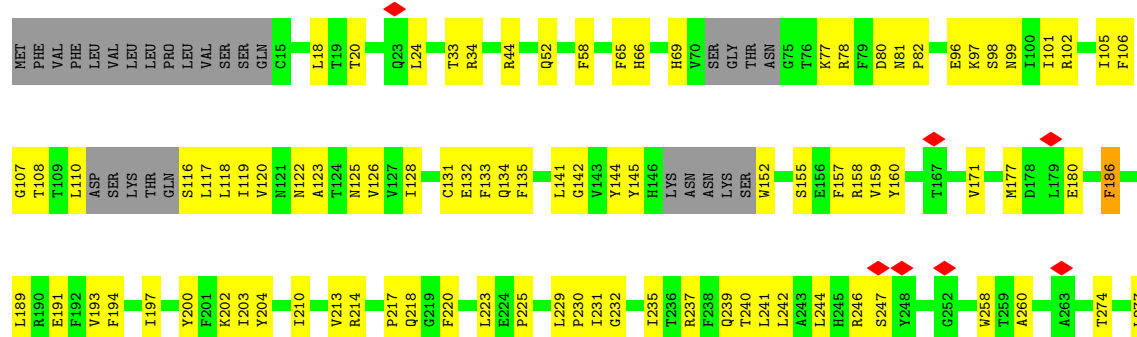 MET PHE VAL PHE LEU VAL LEU LEU PRO LEU VAL SER SER GLN C15 L18 T19 T20 Q23 L24 T33 R34 R44 Q52 F58 F65 H66 H69 V70 SER GLY THR ASN G75 T76 K77 R78 F79 D80 N81 P82 E96 K97 S98 N99 I100 I101 R102 I105 F106
G107 T108 T109 L110 ASP SER LYS THR GLN S116 L117 L118 I119 V120 N121 N122 A123 T124 N125 V126 V127 I128 C131 E132 F133 Q134 F135 L141 G142 V143 Y144 Y145 H146 LYS ASN ASN LYS SER W152 S155 E156 F157 R158 V159 Y160 T167 V171 M177 D178 L179 E180 F186
L189 R190 E191 F192 V193 F194 I197 Y200 F201 K202 I203 Y204 I210 V213 R214 P217 Q218 G219 F220 L223 E224 P225 L229 P230 I231 G232 I235 T236 R237 F238 Q239 T240 L241 L242 A243 L244 H245 R246 S247 Y248 G252 W258 T259 A260 A263 T274